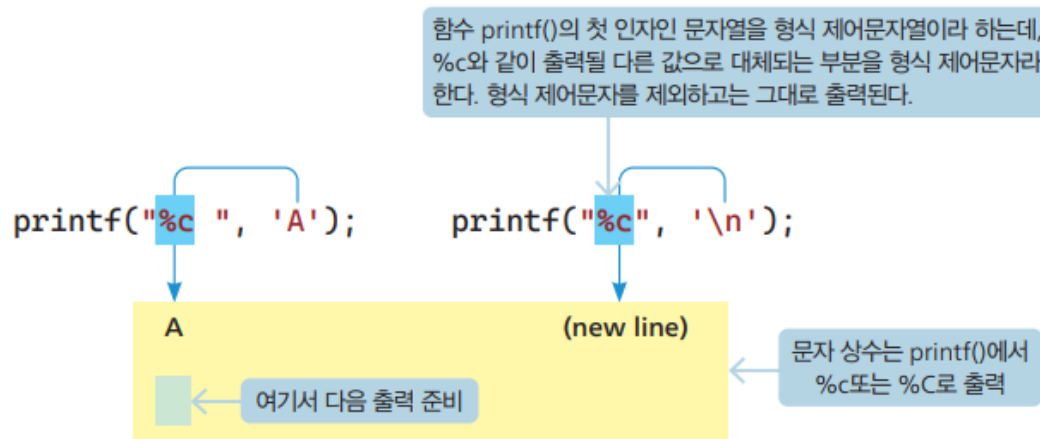 함수 printf()의 첫 인자인 문자열을 형식 제어문자열이라 하는데,
%c와 같이 출력될 다른 값으로 대체되는 부분을 형식 제어문자라
한다. 형식 제어문자를 제외하고는 그대로 출력된다.
printf("%c ", 'A');
printf("%c", '\n');
A
(new line)
문자 상수는 printf()에서
%c또는 %C로 출력
여기서 다음 출력 준비